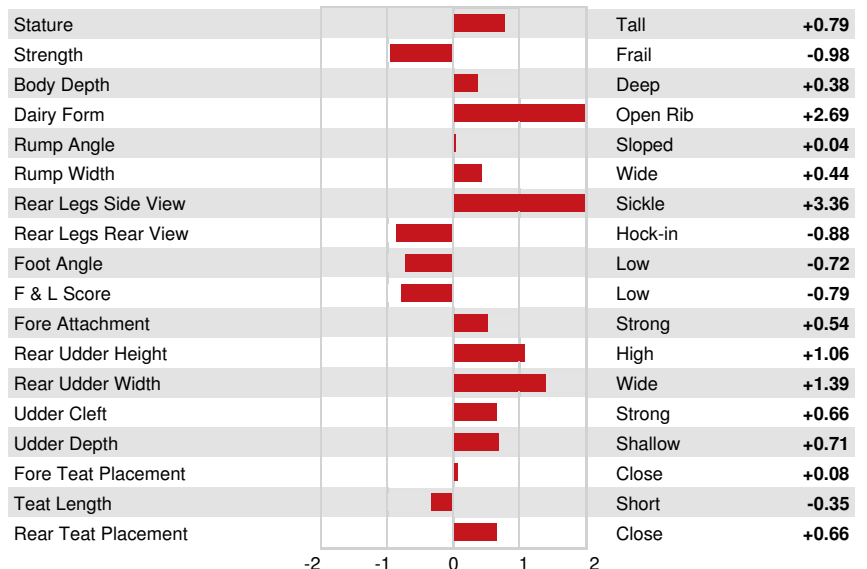 Stature Tall +0.79
Strength Frail -0.98
Body Depth Deep +0.38
Dairy Form Open Rib +2.69
Rump Angle Sloped +0.04
Rump Width Wide +0.44
Rear Legs Side View Sickle +3.36
Rear Legs Rear View Hock-in -0.88
Foot Angle Low -0.72
F & L Score Low -0.79
Fore Attachment Strong +0.54
Rear Udder Height High +1.06
Rear Udder Width Wide +1.39
Udder Cleft Strong +0.66
Udder Depth Shallow +0.71
Fore Teat Placement Close +0.08
Teat Length Short -0.35
Rear Teat Placement Close +0.66
-2 -1 0 1 2